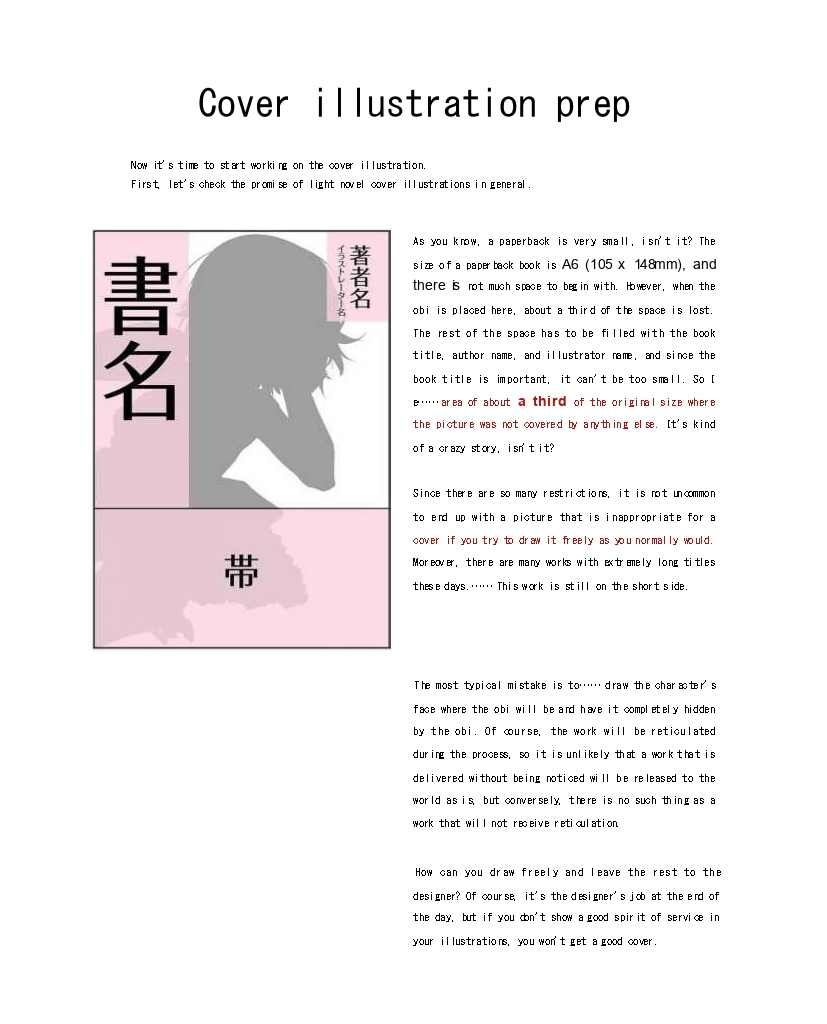 Cover illustration prep
Now it's time to start working on the cover illustration.
First, let's check the promise of light novel cover illustrations in general.
書名
著者名
イラストレーター名
帯
As you know, a paperback is very small, isn't it? The
size of a paperback book is A6 (105 x 148mm), and
there is not much space to begin with. However, when the
obi is placed here, about a third of the space is lost.
The rest of the space has to be filled with the book
title, author name, and illustrator name, and since the
book title is important, it can't be too small. So I
e……area of about a third of the original size where
the picture was not covered by anything else. It's kind
of a crazy story, isn't it?
Since there are so many restrictions, it is not uncommon
to end up with a picture that is inappropriate for a
cover if you try to draw it freely as you normally would.
Moreover, there are many works with extremely long titles
these days.…… This work is still on the short side.
The most typical mistake is to…… draw the character's
face where the obi will be and have it completely hidden
by the obi. Of course, the work will be reticulated
during the process, so it is unlikely that a work that is
delivered without being noticed will be released to the
world as is, but conversely, there is no such thing as a
work that will not receive reticulation.
How can you draw freely and leave the rest to the
designer? Of course, it's the designer's job at the end of
the day, but if you don't show a good spirit of service in
your illustrations, you won't get a good cover.